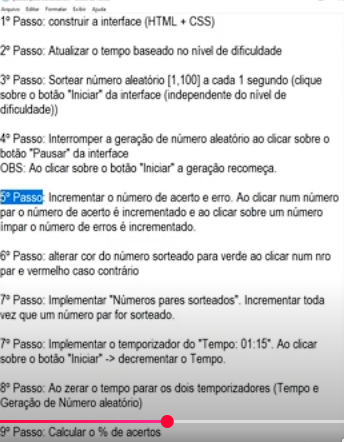 Arquivo Editar Formatar Exibir Ajuda
1º Passo: construir a interface (HTML + CSS)
2º Passo: Atualizar o tempo baseado no nível de dificuldade
3º Passo: Sortear número aleatório [1,100] a cada 1 segundo (clique
sobre o botão "Iniciar" da interface (independente do nível de
dificuldade))
4º Passo: Interromper a geração de número aleatório ao clicar sobre o
botão "Pausar" da interface
OBS: Ao clicar sobre o botão "Iniciar" a geração recomeça.
5º Passo: Incrementar o número de acerto e erro. Ao clicar num número
par o número de acerto é incrementado e ao clicar sobre um número
ímpar o número de erros é incrementado.
6º Passo: alterar cor do número sorteado para verde ao clicar num nro
par e vermelho caso contrário
7º Passo: Implementar "Números pares sorteados". Incrementar toda
vez que um número par for sorteado.
7º Passo: Implementar o temporizador do "Tempo: 01:15". Ao clicar
sobre o botão "Iniciar" -> decrementar o Tempo.
8º Passo: Ao zerar o tempo parar os dois temporizadores (Tempo e
Geração de Número aleatório)
9º Passo: Calcular o % de acertos